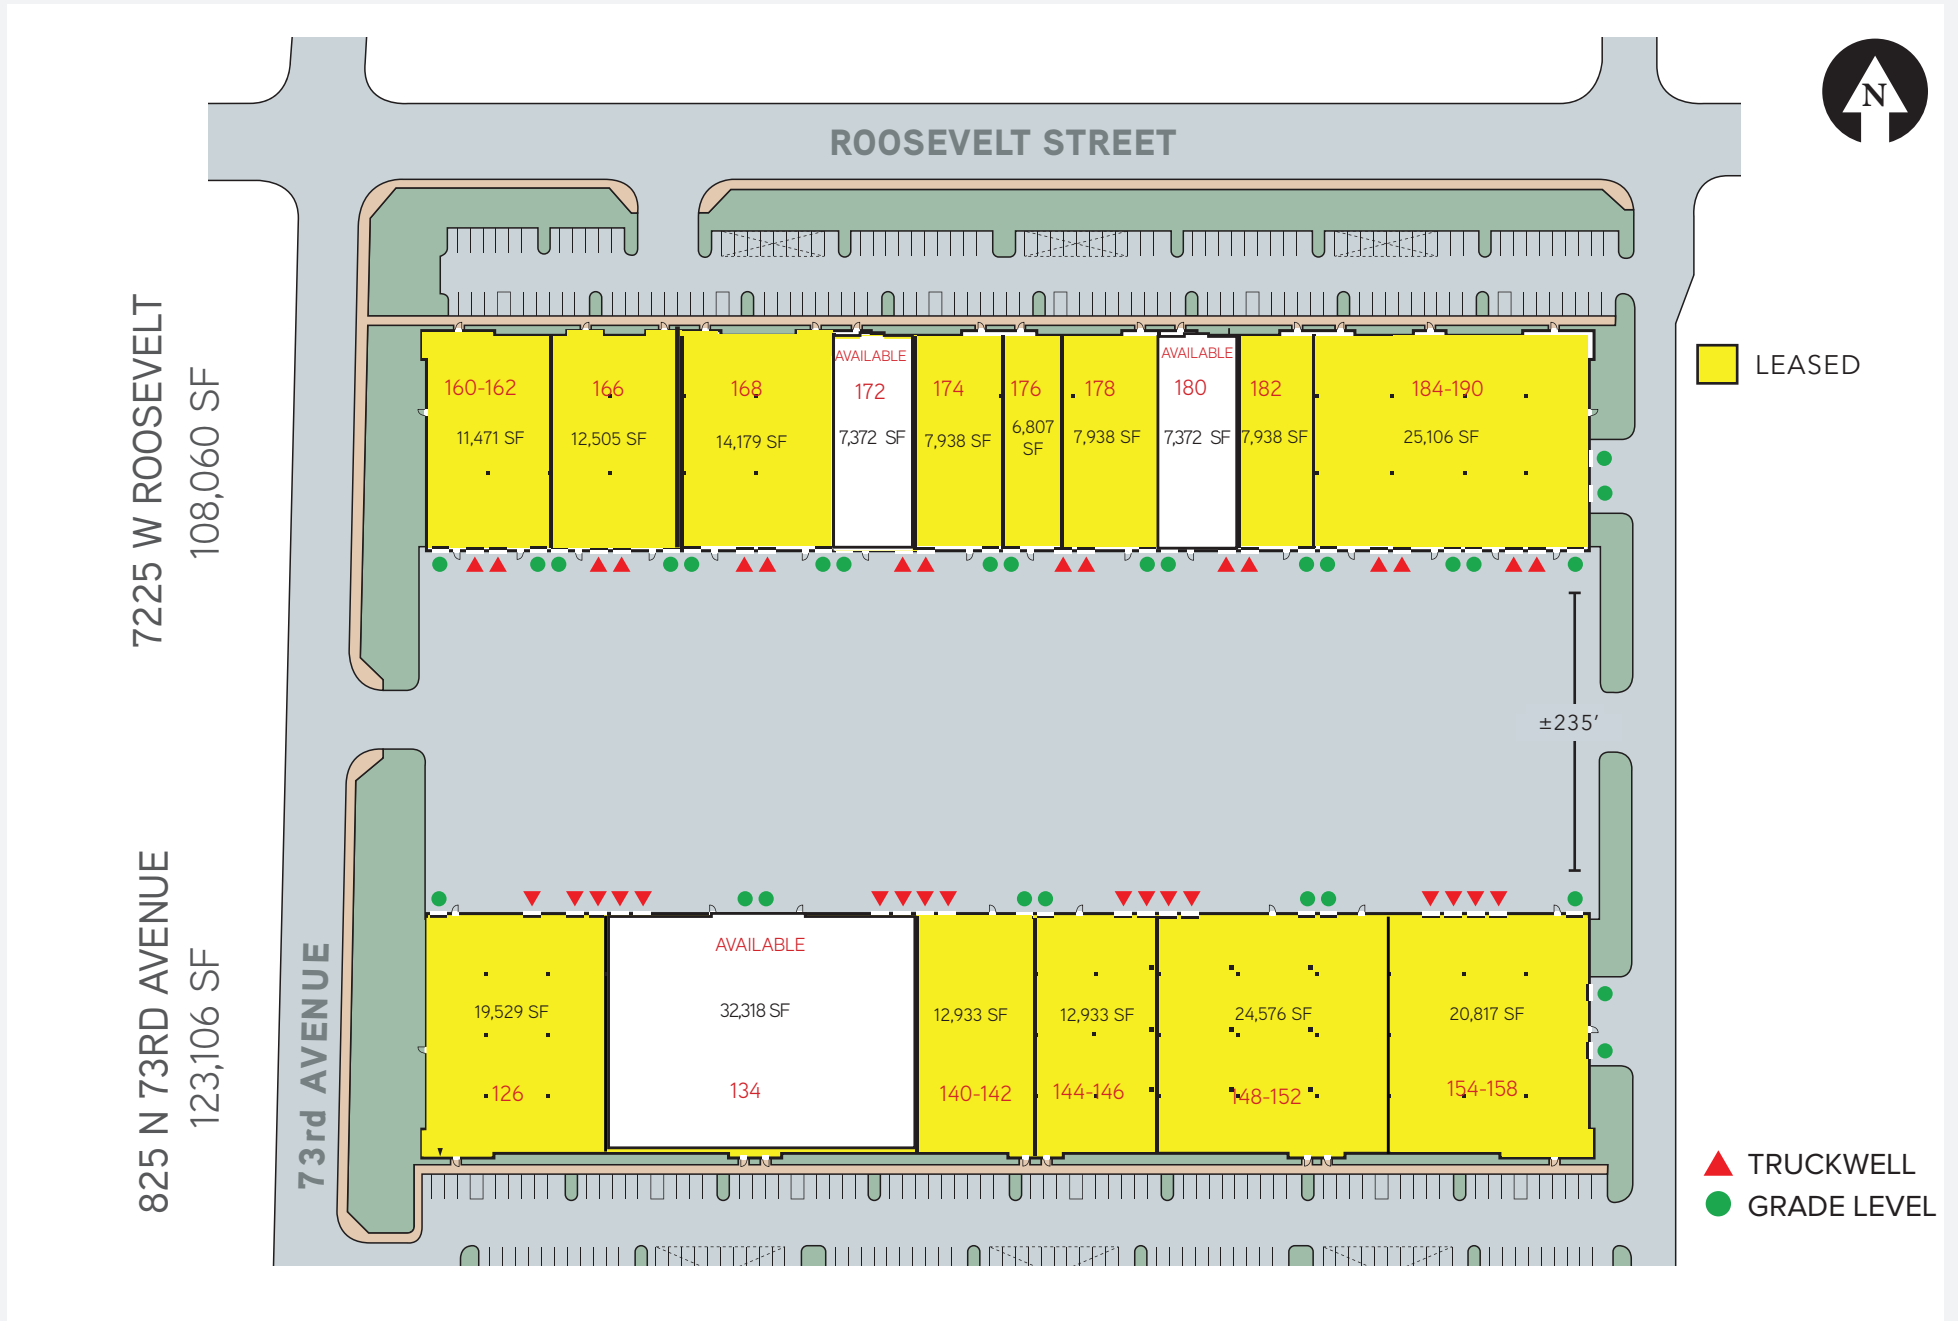 N
ROOSEVELT STREET
7225 W ROOSEVELT
108,060 SF
LEASED
160-162
11,471 SF
166
12,505 SF
168
14,179 SF
AVAILABLE
172
7,372 SF
174
7,938 SF
176
6,807
SF
178
7,938 SF
AVAILABLE
180
7,372 SF
182
7,938 SF
184-190
25,106 SF
±235'
825 N 73RD AVENUE
123,106 SF
73rd AVENUE
19,529 SF
126
AVAILABLE
32,318 SF
134
12,933 SF
140-142
12,933 SF
144-146
24,576 SF
148-152
20,817 SF
154-158
TRUCKWELL
GRADE LEVEL